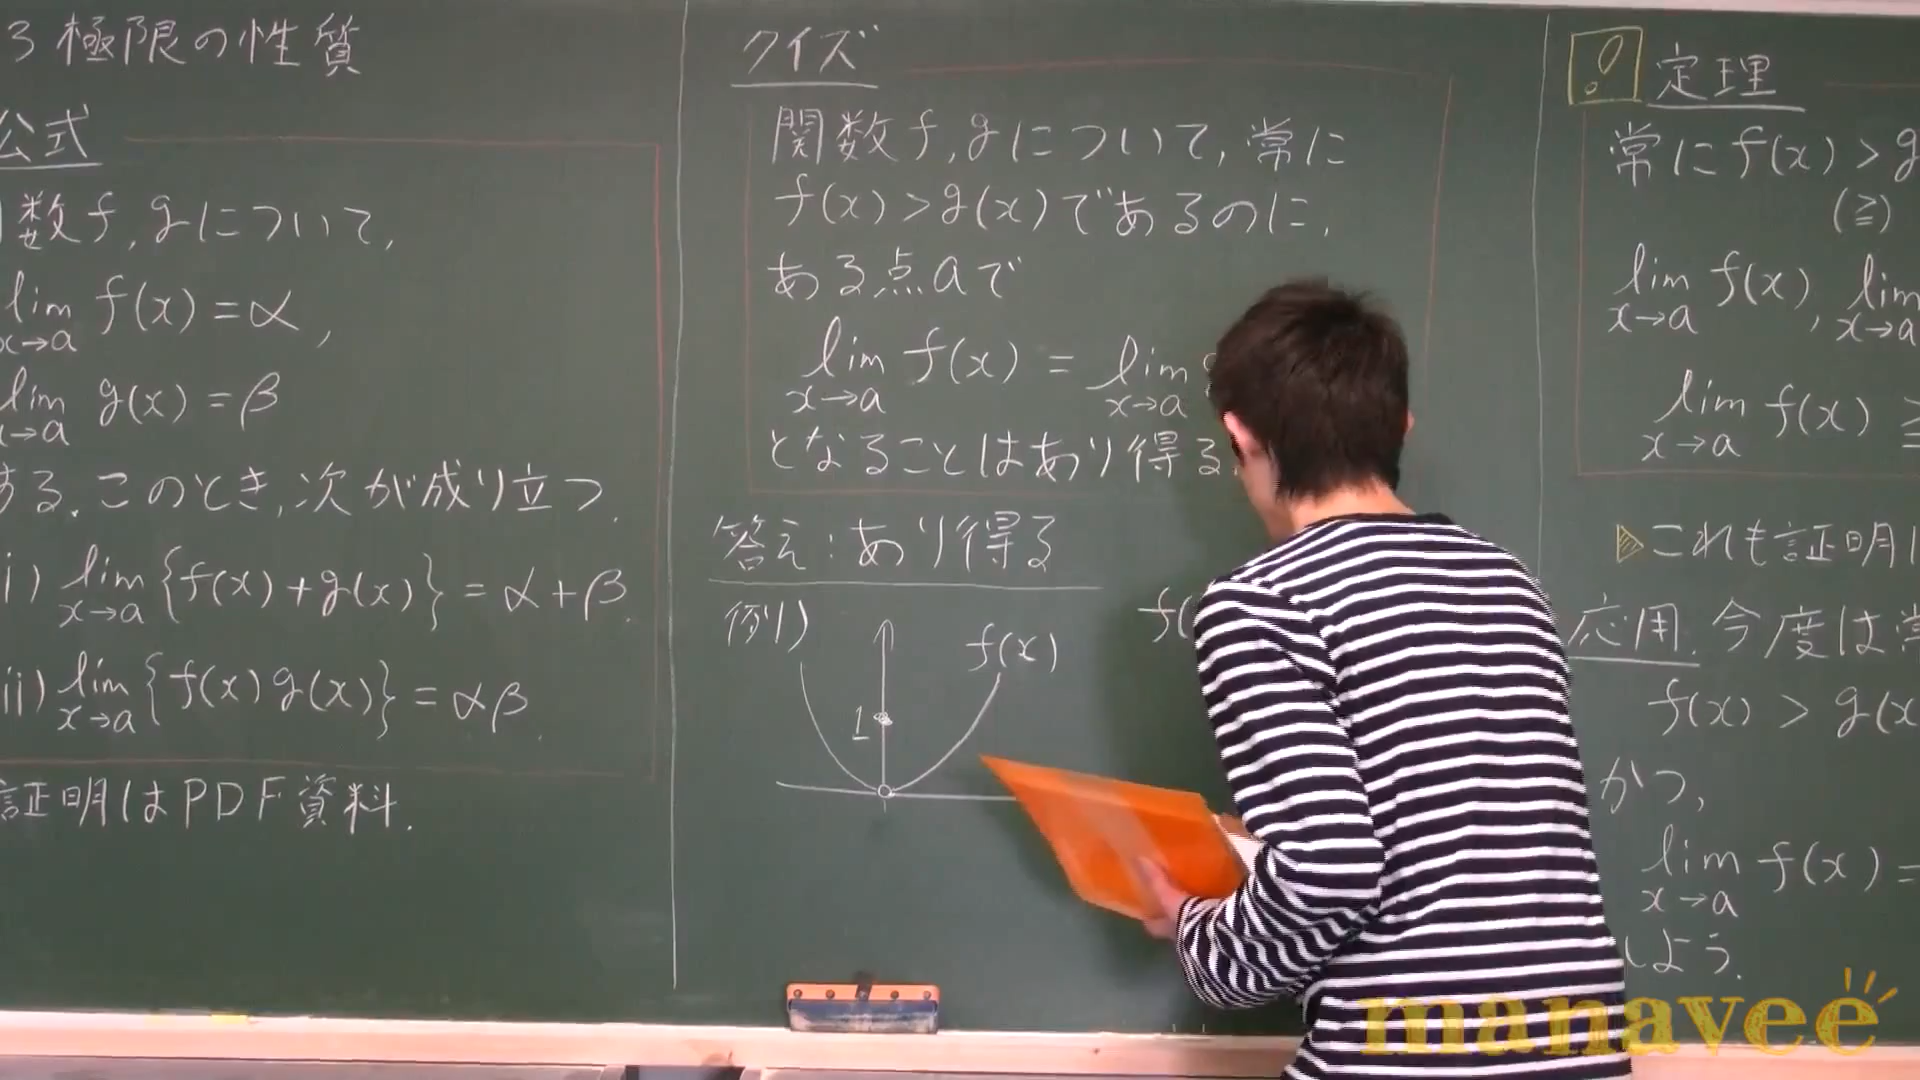 3 極限の性質
公式
数f, gについて,
lim f(x) = α,
x→a
lim g(x) = β
x→a
する. このとき, 次が成り立つ.
i) lim {f(x) + g(x)} = α + β.
x→a
ii) lim {f(x) g(x)} = αβ.
x→a
証明はPDF資料.
クイズ
関数f, gについて, 常に
f(x) > g(x)であるのに,
ある点aで
lim f(x) = lim
x→a x→a
となることはあり得る
答え:あり得る
例)
f(x)
1
f(
! 定理
常に f(x) > g
(≧)
lim f(x), lim
x→a x→a
lim f(x) ≧
x→a
▷これも証明は
応用. 今度は常
f(x) > g(x
かつ,
lim f(x) =
x→a
しよう.
manavee